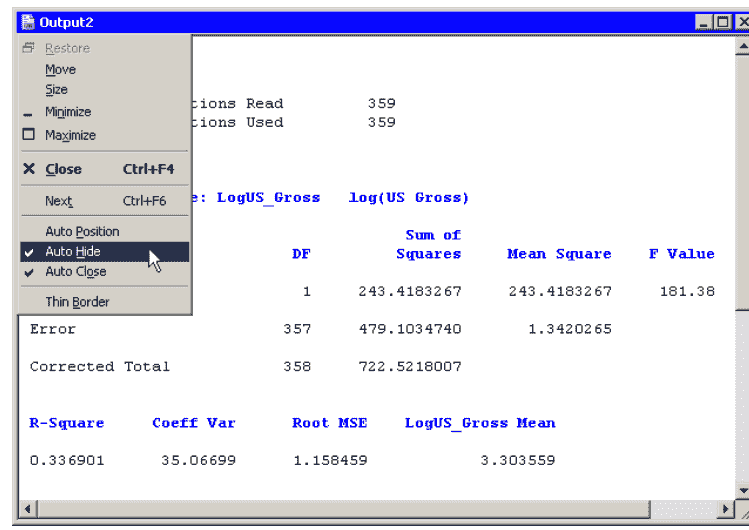 Output2
Restore
Move
Size
Minimize
Maximize
Close Ctrl+F4
Next Ctrl+F6
Auto Position
Auto Hide
Auto Close
Thin Border
tions Read 359
tions Used 359
e: LogUS_Gross log(US Gross)
Sum of
DF Squares Mean Square F Value
1 243.4183267 243.4183267 181.38
Error 357 479.1034740 1.3420265
Corrected Total 358 722.5218007
R-Square Coeff Var Root MSE LogUS_Gross Mean
0.336901 35.06699 1.158459 3.303559